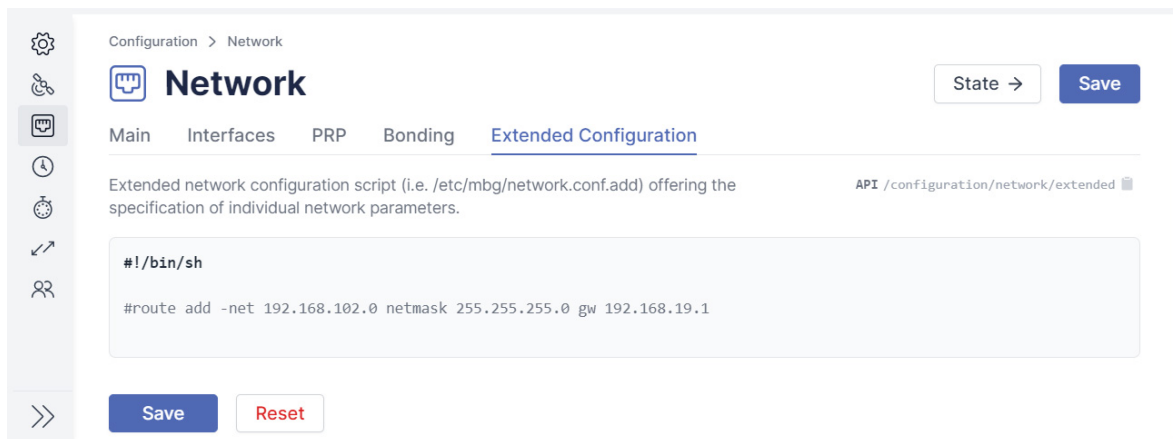 Configuration > Network
Network
State →
Save
Main Interfaces PRP Bonding Extended Configuration
Extended network configuration script (i.e. /etc/mbg/network.conf.add) offering the
specification of individual network parameters.
API /configuration/network/extended
#!/bin/sh
#route add -net 192.168.102.0 netmask 255.255.255.0 gw 192.168.19.1
Save
Reset